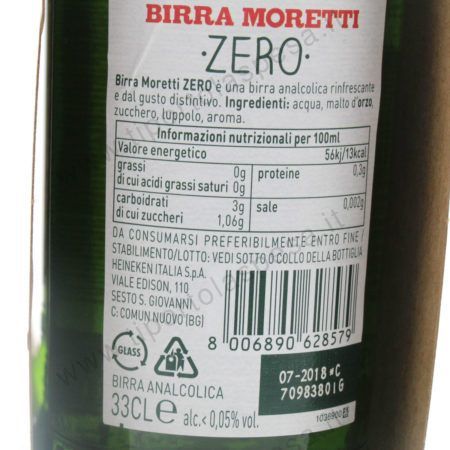 BIRRA MORETTI
·ZERO·
Birra Moretti ZERO è una birra analcolica rinfrescante
e dal gusto distintivo. Ingredienti: acqua, malto d'orzo,
zucchero, luppolo, aroma.
Informazioni nutrizionali per 100ml
Valore energetico 56kj/13kcal
grassi 0g proteine 0,3g
di cui acidi grassi saturi 0g
carboidrati 3g sale 0,002g
di cui zuccheri 1,06g
DA CONSUMARSI PREFERIBILMENTE ENTRO FINE /
STABILIMENTO/LOTTO: VEDI SOTTO O COLLO DELLA BOTTIGLIA
HEINEKEN ITALIA S.p.A.
VIALE EDISON, 110
SESTO S. GIOVANNI
C: COMUN NUOVO (BG)
8 006890 628579
GLASS
07-2018 *C
70983801G
BIRRA ANALCOLICA
33CL e alc.<0,05% vol.
www.tiportolaspesa.it